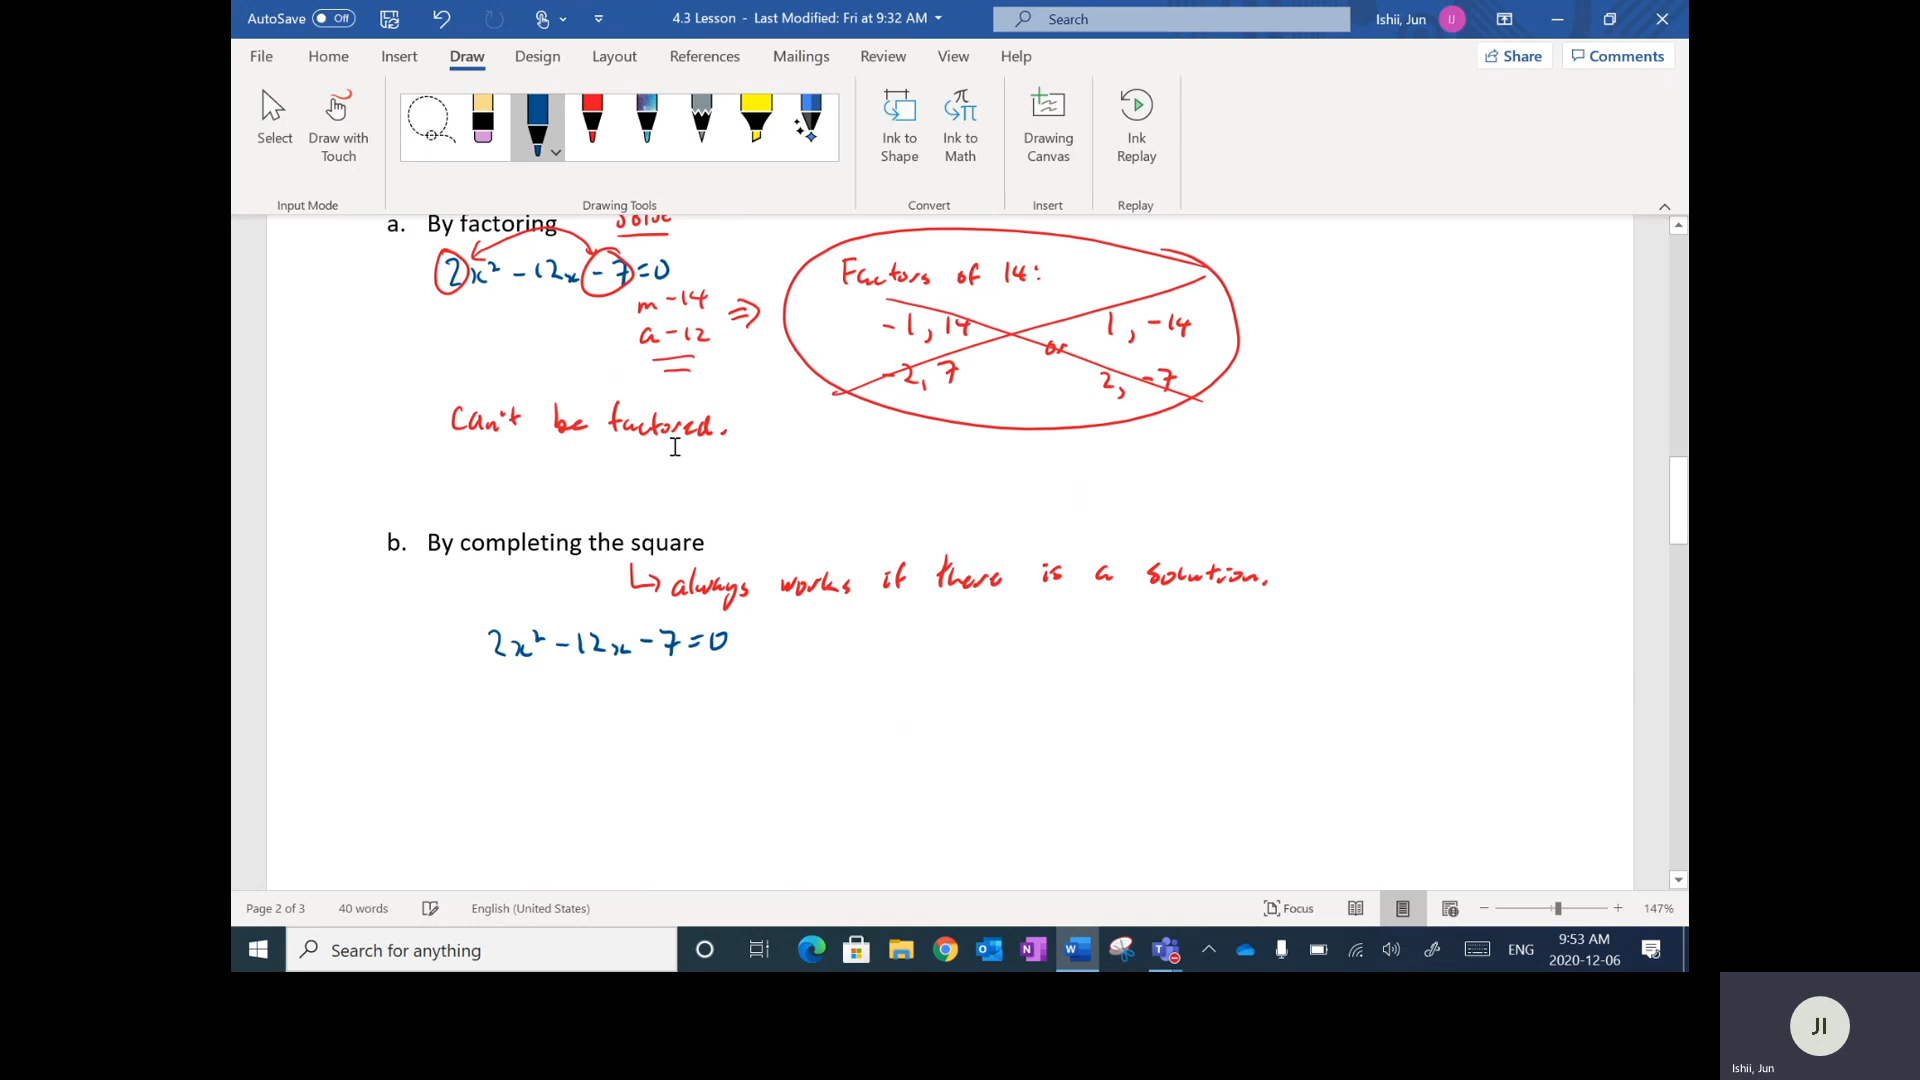 AutoSave Off 4.3 Lesson - Last Modified: Fri at 9:32 AM Search Ishii, Jun IJ
File Home Insert Draw Design Layout References Mailings Review View Help Share Comments
Select Draw with Touch Ink to Shape Ink to Math Drawing Canvas Ink Replay
Input Mode Drawing Tools Convert Insert Replay
a. By factoring
2x² - 12x - 7 = 0
Factors of 14:
m -14 ⇒
a -12
-1, 14 or 1, -14
-2, 7 2, -7
Can't be factored.
b. By completing the square
↳ always works if there is a solution.
2x² - 12x - 7 = 0
Page 2 of 3 40 words English (United States) Focus 147%
Search for anything ENG 9:53 AM
2020-12-06
JI
Ishii, Jun